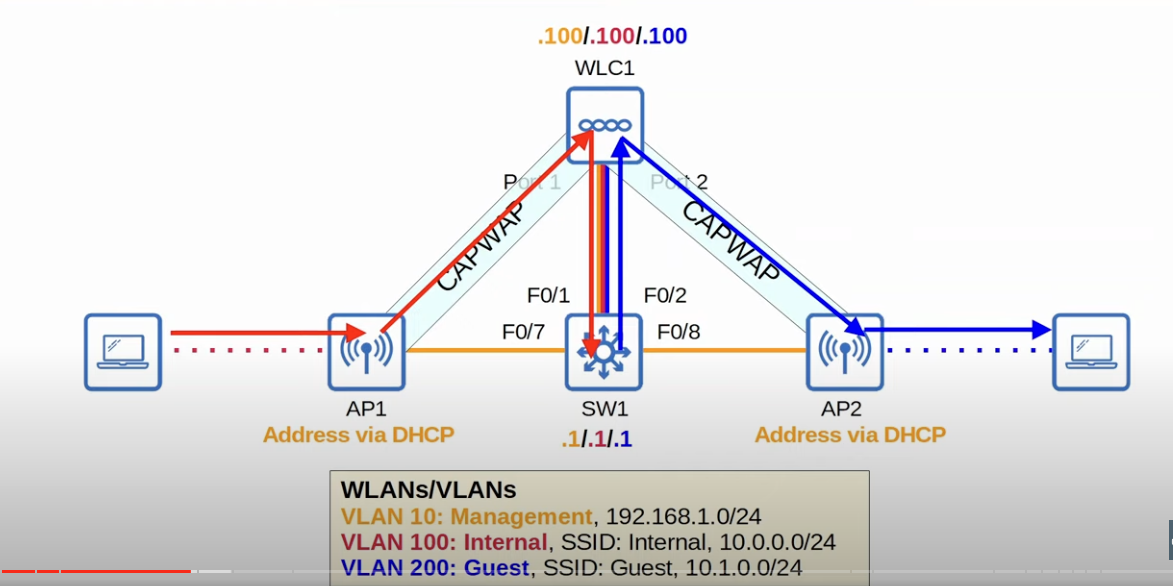 .100/.100/.100
WLC1
Port 1
Port 2
CAPWAP
CAPWAP
F0/1
F0/2
F0/7
F0/8
AP1
SW1
AP2
Address via DHCP
.1/.1/.1
Address via DHCP
WLANs/VLANs
VLAN 10: Management, 192.168.1.0/24
VLAN 100: Internal, SSID: Internal, 10.0.0.0/24
VLAN 200: Guest, SSID: Guest, 10.1.0.0/24